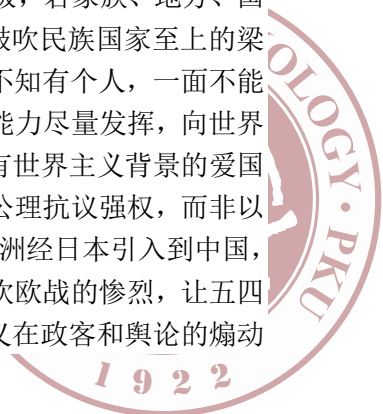 级，若家族、地方、国
鼓吹民族国家至上的梁
不知有个人，一面不能
能力尽量发挥，向世界
有世界主义背景的爱国
公理抗议强权，而非以
洲经日本引入到中国，
次欧战的惨烈，让五四
义在政客和舆论的煽动
OLOGY · PKU
1922